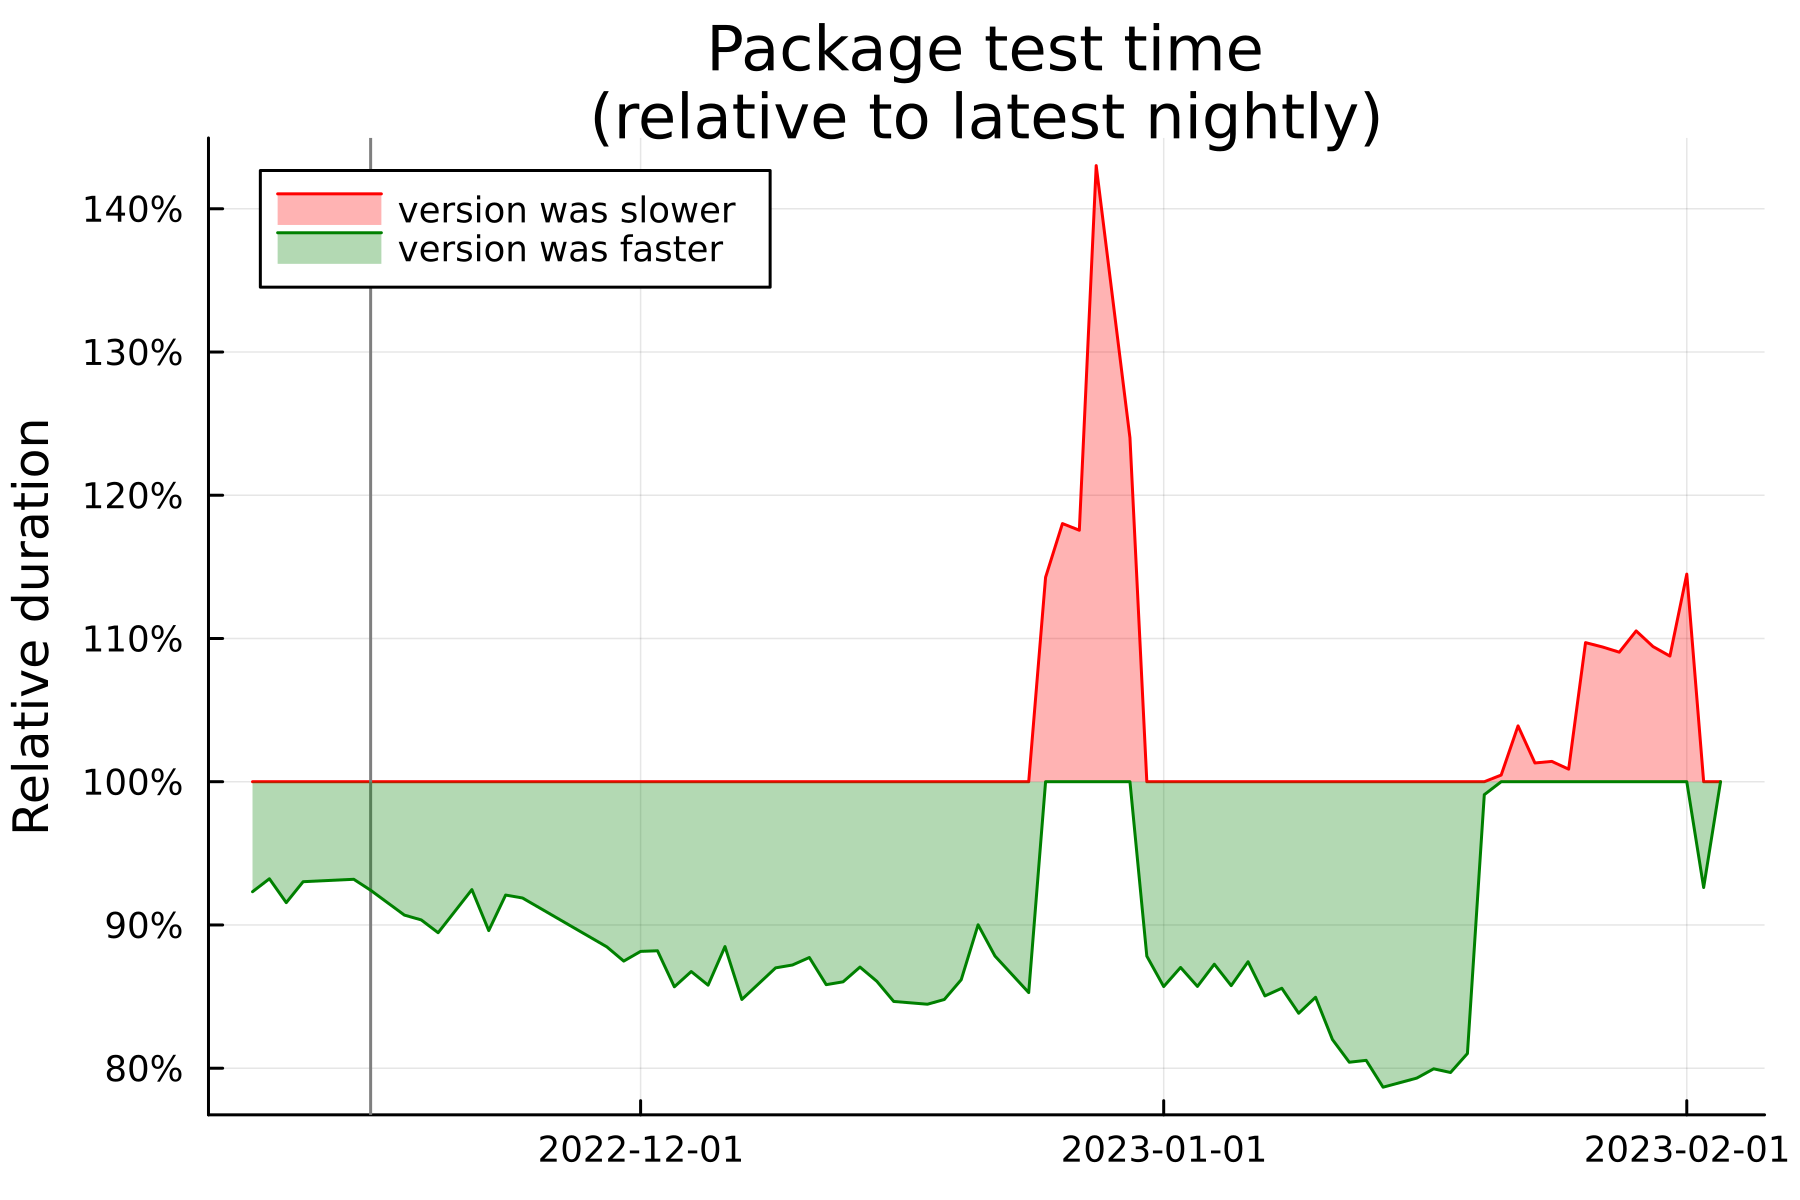 Package test time
(relative to latest nightly)
version was slower
version was faster
Relative duration
140%
130%
120%
110%
100%
90%
80%
2022-12-01
2023-01-01
2023-02-01